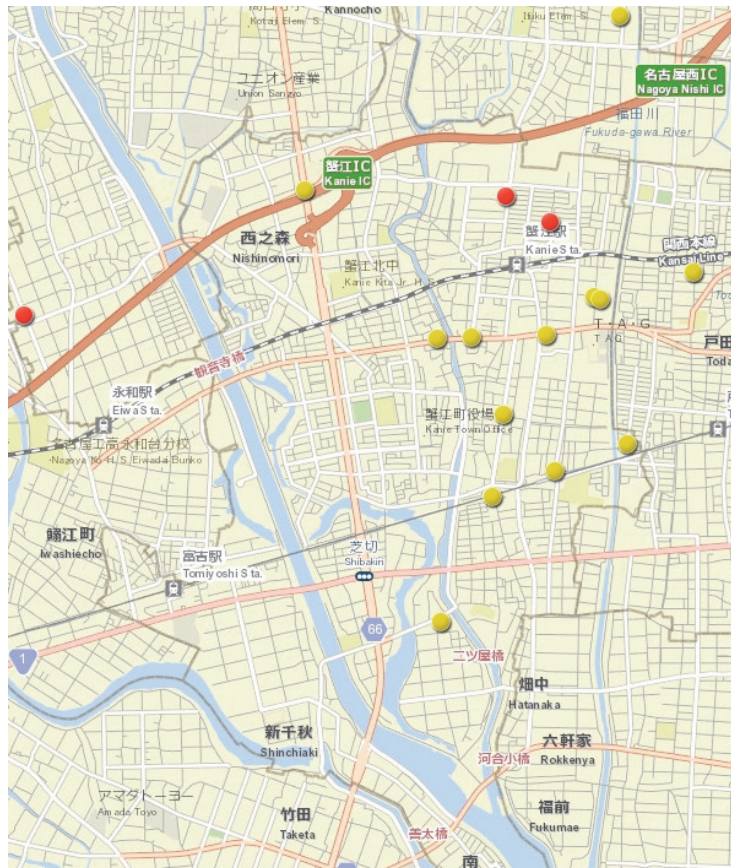 Kotaji Elem. S.
Kannocho
Ifuku Elem. S.
ユニオン産業
Union Sangyo
名古屋西IC
Nagoya Nishi IC
福田川
Fukuda-gawa River
蟹江IC
Kanie IC
西之森
Nishinomori
蟹江駅
Kanie Sta.
関西本線
Kansai Line
蟹江北中
Kanie Kita Jr. H. S.
T・A・G
T A G
戸田
Toda
観音寺橋
永和駅
Eiwa Sta.
蟹江町役場
Kanie Town Office
名古屋工高永和台分校
Nagoya Ko H. S. Eiwadai Bunko
鰯江町
Iwashiecho
富吉駅
Tomiyoshi Sta.
芝切
Shibakiri
1
66
二ツ屋橋
畑中
Hatanaka
新千秋
Shinchiaki
河合小橋
六軒家
Rokkenya
アマダトーヨー
Amada Toyo
竹田
Taketa
福前
Fukumae
善太橋
南